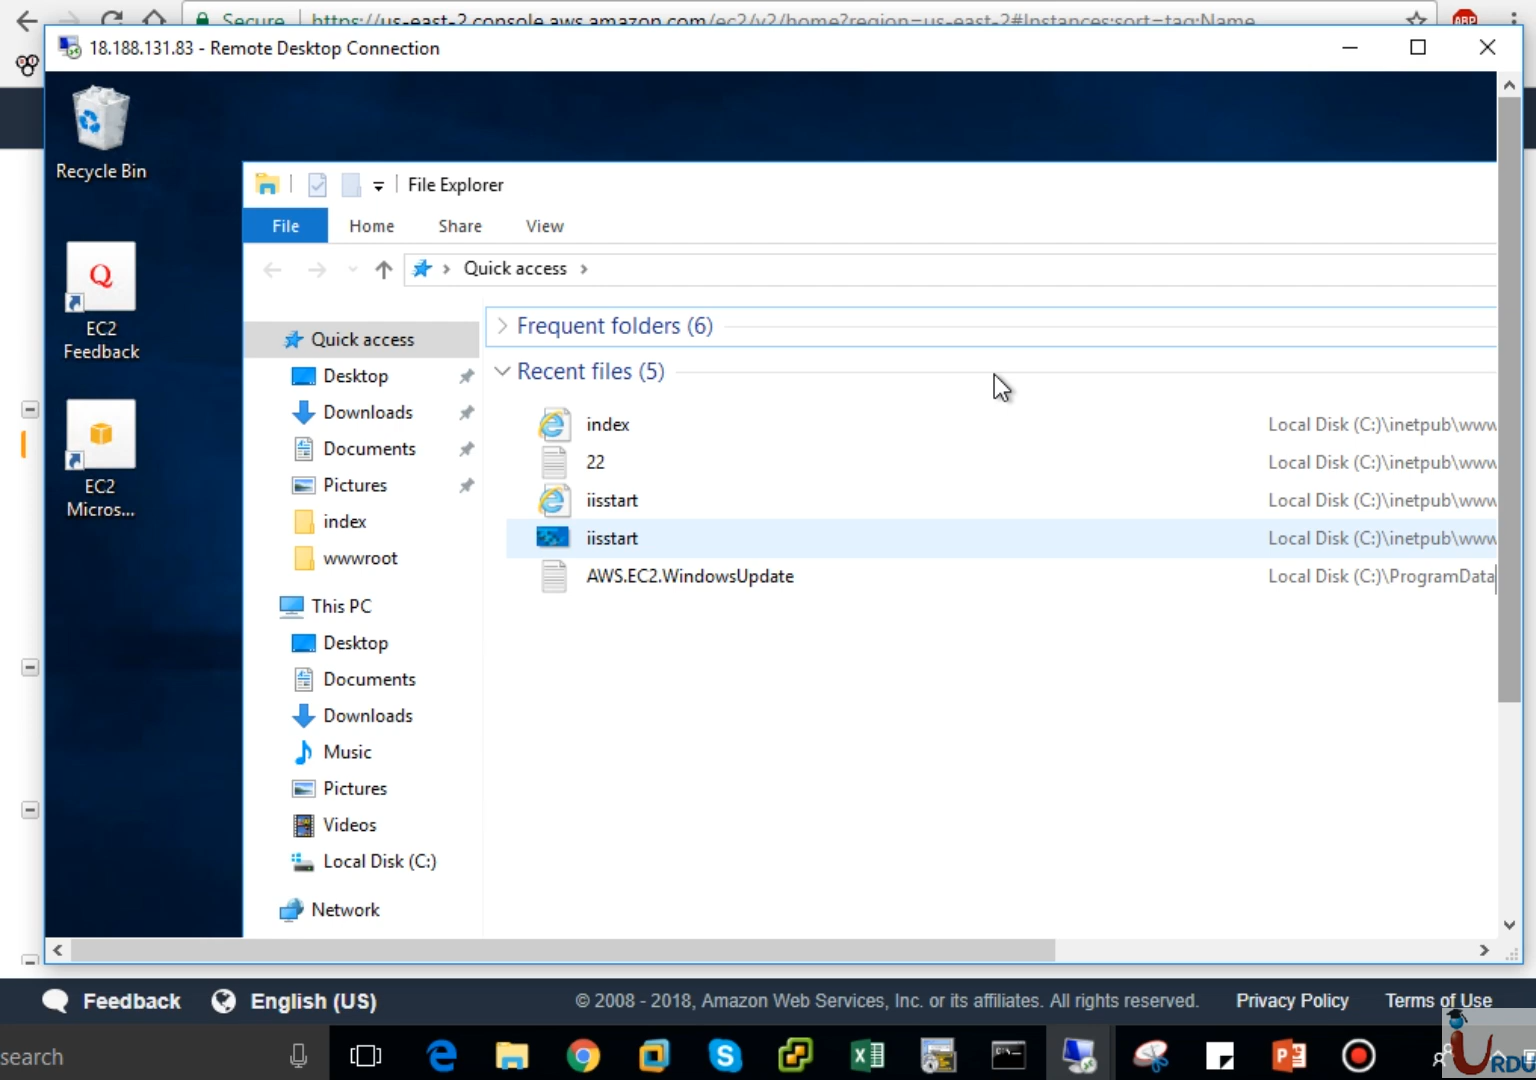 Secure https://us-east-2.console.aws.amazon.com/ec2/v2/home?region=us-east-2#Instances:sort=tag:Name
ABP
18.188.131.83 - Remote Desktop Connection
Recycle Bin
File Explorer
File Home Share View
Quick access
EC2
Feedback
EC2
Micros...
Quick access
Desktop
Downloads
Documents
Pictures
index
wwwroot
This PC
Desktop
Documents
Downloads
Music
Pictures
Videos
Local Disk (C:)
Network
Frequent folders (6)
Recent files (5)
index Local Disk (C:)\inetpub\www
22 Local Disk (C:)\inetpub\www
iisstart Local Disk (C:)\inetpub\www
iisstart Local Disk (C:)\inetpub\www
AWS.EC2.WindowsUpdate Local Disk (C:)\ProgramData
Feedback English (US) © 2008 - 2018, Amazon Web Services, Inc. or its affiliates. All rights reserved. Privacy Policy Terms of Use
search
URDU